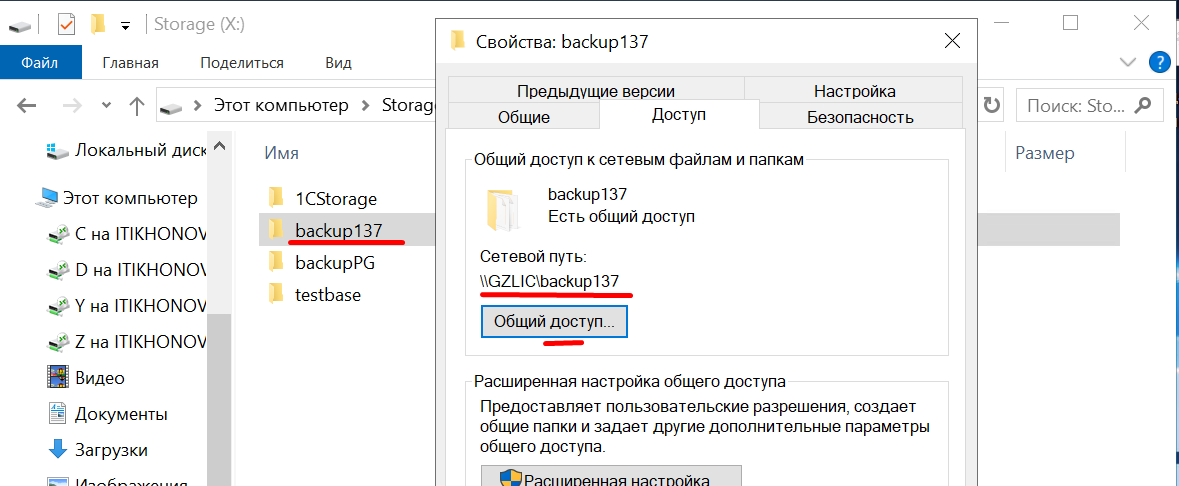 Storage (X:)
Файл Главная Поделиться Вид
Этот компьютер Storag
Поиск: Sto...
Локальный диск
Этот компьютер
C на ITIKHONOV
D на ITIKHONOV
Y на ITIKHONOV
Z на ITIKHONOV
Видео
Документы
Загрузки
Изображения
Имя
Размер
1CStorage
backup137
backupPG
testbase
Свойства: backup137
Предыдущие версии Настройка
Общие Доступ Безопасность
Общий доступ к сетевым файлам и папкам
backup137
Есть общий доступ
Сетевой путь:
\\GZLIC\backup137
Общий доступ...
Расширенная настройка общего доступа
Предоставляет пользовательские разрешения, создает
общие папки и задает другие дополнительные параметры
общего доступа.
Расширенная настройка
?